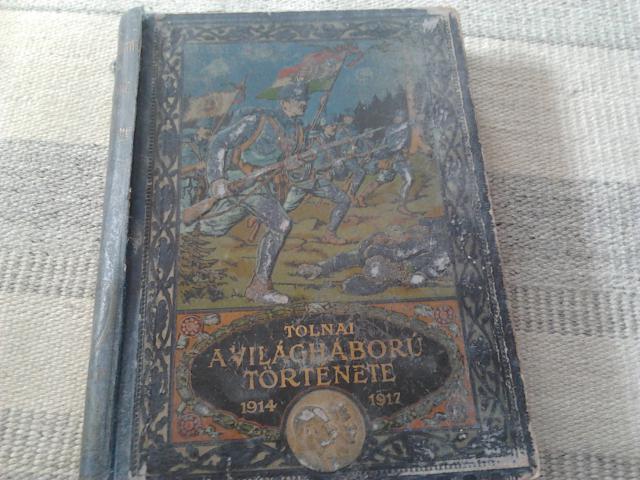 TOLNAI
A VILÁGHÁBORÚ
TÖRTÉNETE
1914 1917